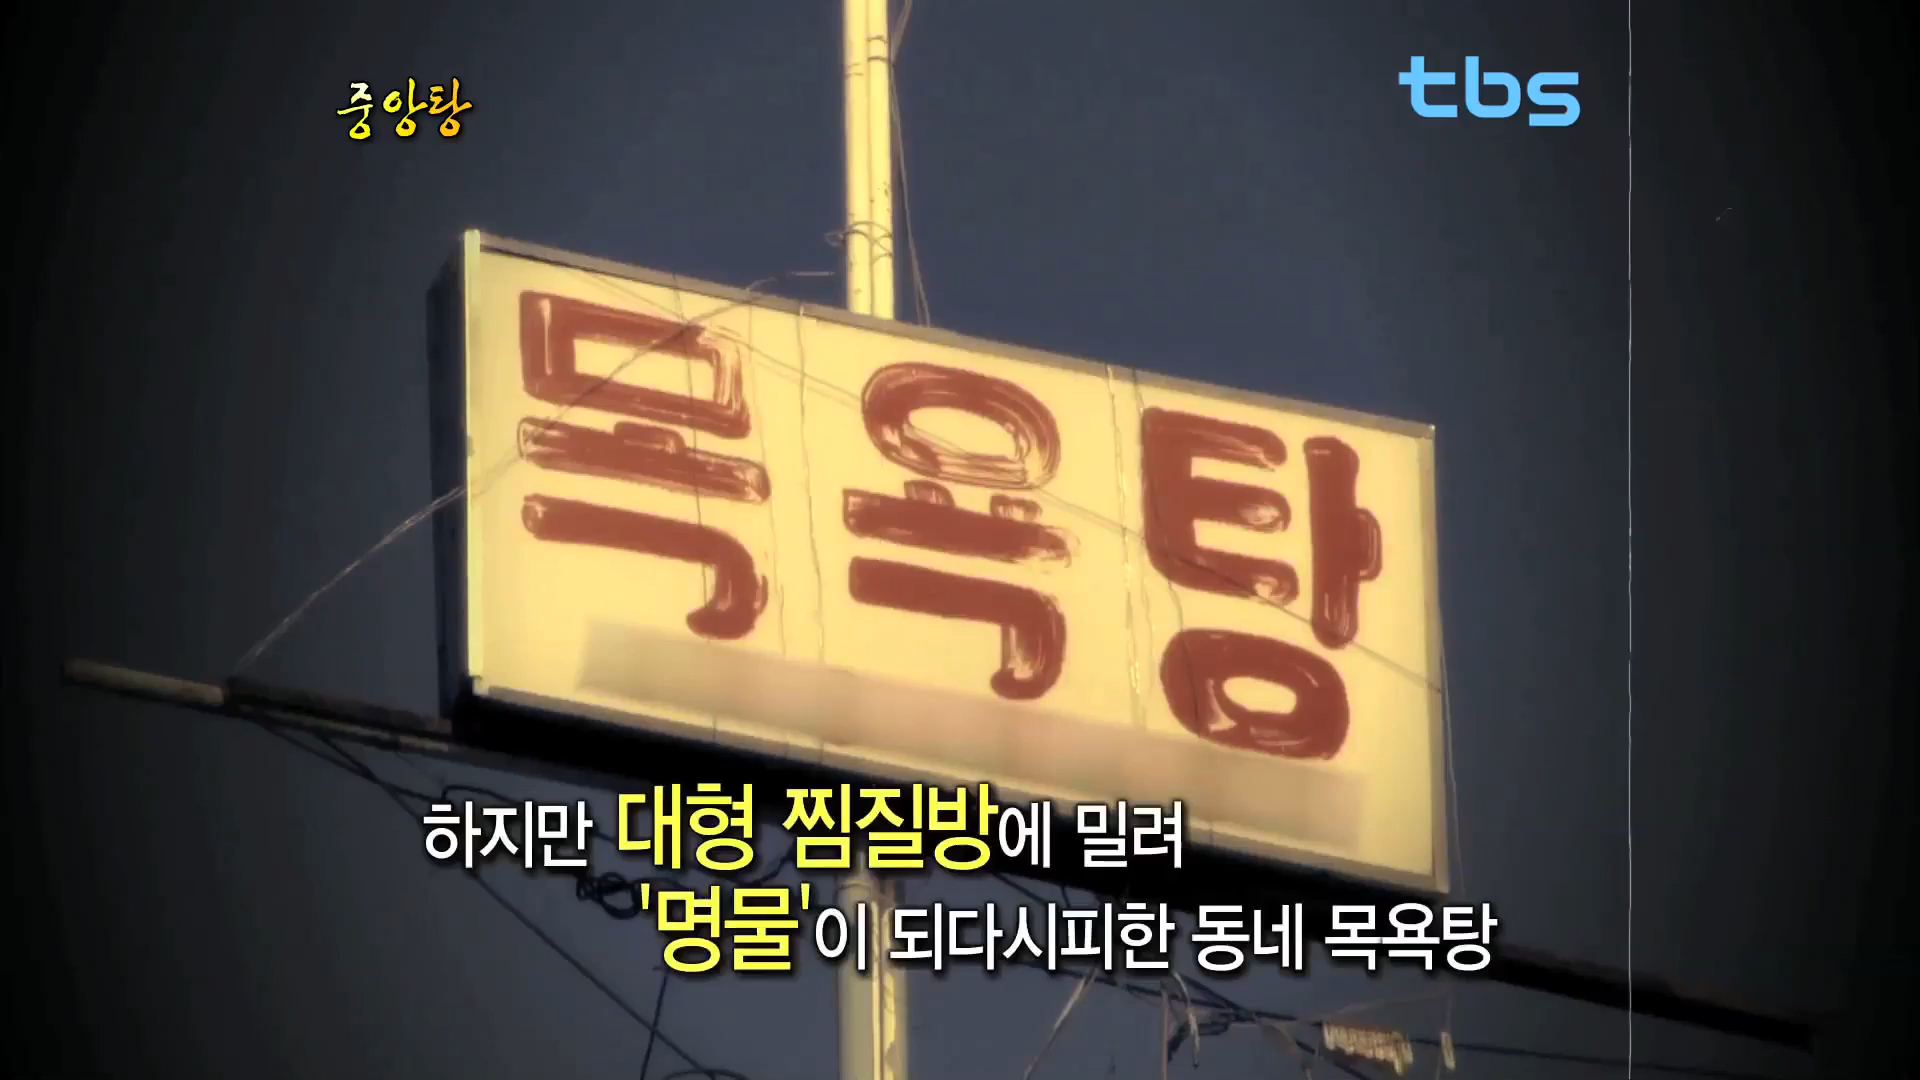 중앙탕
tbs
목욕탕
하지만 대형 찜질방에 밀려
'명물'이 되다시피한 동네 목욕탕